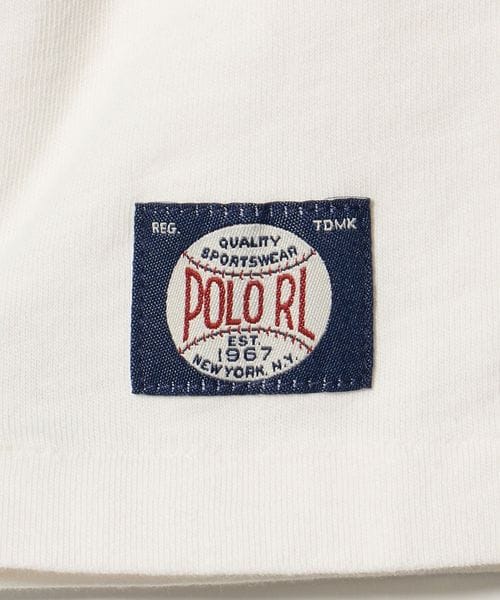 REG. TDMK
QUALITY
SPORTSWEAR
POLO RL
EST.
1967
NEW YORK, N.Y.